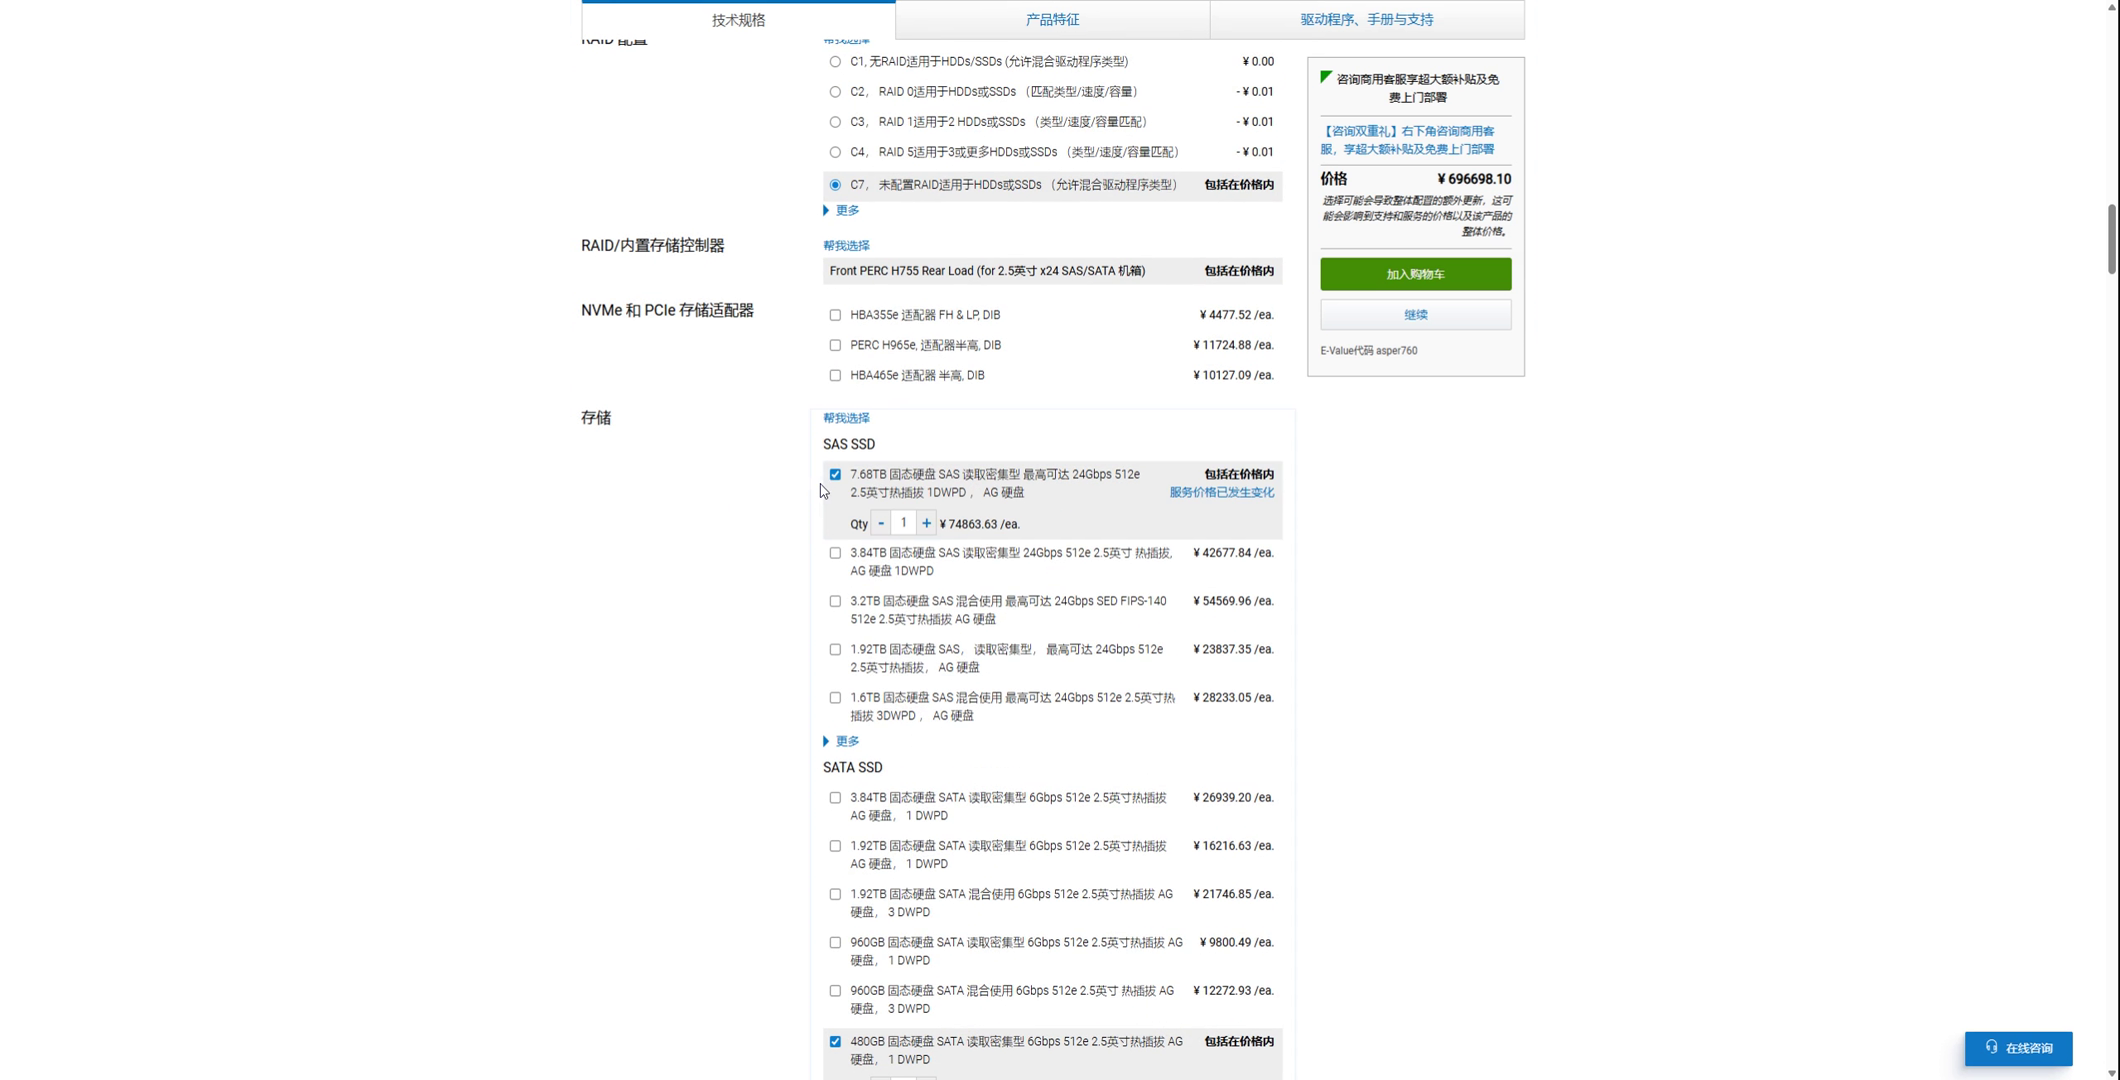 技术规格
产品特征
驱动程序、手册与支持
RAID 配置
帮我选择
C1, 无RAID适用于HDDs/SSDs (允许混合驱动程序类型)
¥ 0.00
C2， RAID 0适用于HDDs或SSDs （匹配类型/速度/容量）
- ¥ 0.01
C3， RAID 1适用于2 HDDs或SSDs （类型/速度/容量匹配）
- ¥ 0.01
C4， RAID 5适用于3或更多HDDs或SSDs （类型/速度/容量匹配）
- ¥ 0.01
C7， 未配置RAID适用于HDDs或SSDs （允许混合驱动程序类型）
包括在价格内
更多
RAID/内置存储控制器
帮我选择
Front PERC H755 Rear Load (for 2.5英寸 x24 SAS/SATA 机箱)
包括在价格内
NVMe 和 PCIe 存储适配器
HBA355e 适配器 FH & LP, DIB
¥ 4477.52 /ea.
PERC H965e, 适配器半高, DIB
¥ 11724.88 /ea.
HBA465e 适配器 半高, DIB
¥ 10127.09 /ea.
存储
帮我选择
SAS SSD
7.68TB 固态硬盘 SAS 读取密集型 最高可达 24Gbps 512e
2.5英寸热插拔 1DWPD ， AG 硬盘
包括在价格内
服务价格已发生变化
Qty - 1 + ¥ 74863.63 /ea.
3.84TB 固态硬盘 SAS 读取密集型 24Gbps 512e 2.5英寸 热插拔,
AG 硬盘 1DWPD
¥ 42677.84 /ea.
3.2TB 固态硬盘 SAS 混合使用 最高可达 24Gbps SED FIPS-140
512e 2.5英寸热插拔 AG 硬盘
¥ 54569.96 /ea.
1.92TB 固态硬盘 SAS， 读取密集型， 最高可达 24Gbps 512e
2.5英寸热插拔， AG 硬盘
¥ 23837.35 /ea.
1.6TB 固态硬盘 SAS 混合使用 最高可达 24Gbps 512e 2.5英寸热
插拔 3DWPD ， AG 硬盘
¥ 28233.05 /ea.
更多
SATA SSD
3.84TB 固态硬盘 SATA 读取密集型 6Gbps 512e 2.5英寸热插拔
AG 硬盘， 1 DWPD
¥ 26939.20 /ea.
1.92TB 固态硬盘 SATA 读取密集型 6Gbps 512e 2.5英寸热插拔
AG 硬盘， 1 DWPD
¥ 16216.63 /ea.
1.92TB 固态硬盘 SATA 混合使用 6Gbps 512e 2.5英寸热插拔 AG
硬盘， 3 DWPD
¥ 21746.85 /ea.
960GB 固态硬盘 SATA 读取密集型 6Gbps 512e 2.5英寸热插拔 AG
硬盘， 1 DWPD
¥ 9800.49 /ea.
960GB 固态硬盘 SATA 混合使用 6Gbps 512e 2.5英寸 热插拔 AG
硬盘， 3 DWPD
¥ 12272.93 /ea.
480GB 固态硬盘 SATA 读取密集型 6Gbps 512e 2.5英寸热插拔 AG
硬盘， 1 DWPD
包括在价格内
咨询商用客服享超大额补贴及免
费上门部署
【咨询双重礼】右下角咨询商用客
服，享超大额补贴及免费上门部署
价格
¥ 696698.10
选择可能会导致整体配置的额外更新，这可
能会影响到支持和服务的价格以及该产品的
整体价格。
加入购物车
继续
E-Value代码 asper760
在线咨询